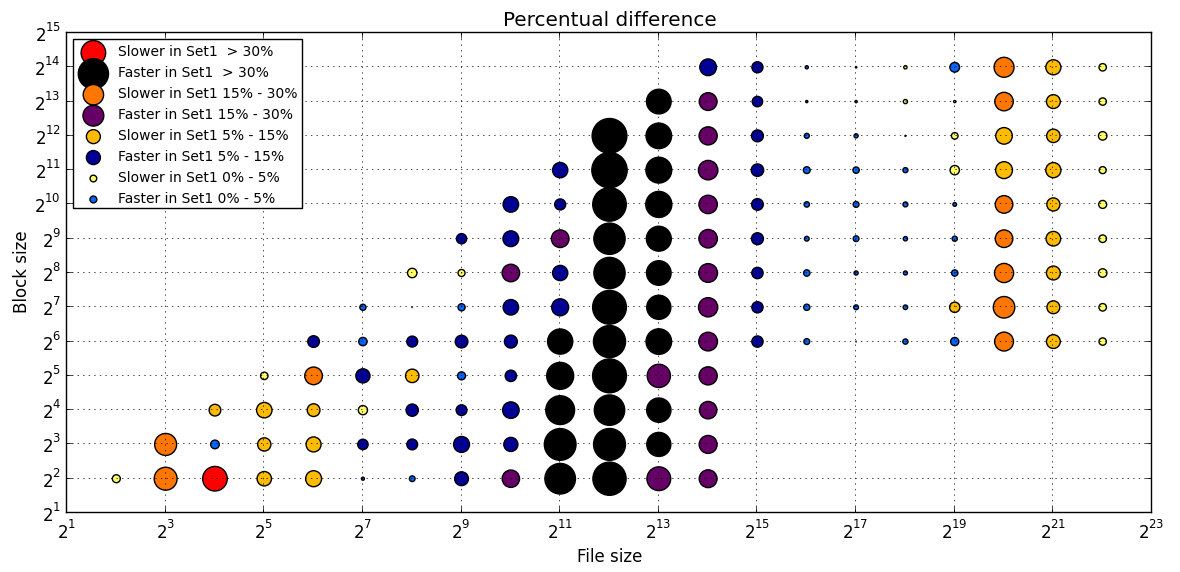 Percentual difference
Slower in Set1  > 30%
Faster in Set1  > 30%
Slower in Set1 15% - 30%
Faster in Set1 15% - 30%
Slower in Set1 5% - 15%
Faster in Set1 5% - 15%
Slower in Set1 0% - 5%
Faster in Set1 0% - 5%
Block size
2^15
2^14
2^13
2^12
2^11
2^10
2^9
2^8
2^7
2^6
2^5
2^4
2^3
2^2
2^1
2^1 2^3 2^5 2^7 2^9 2^11 2^13 2^15 2^17 2^19 2^21 2^23
File size